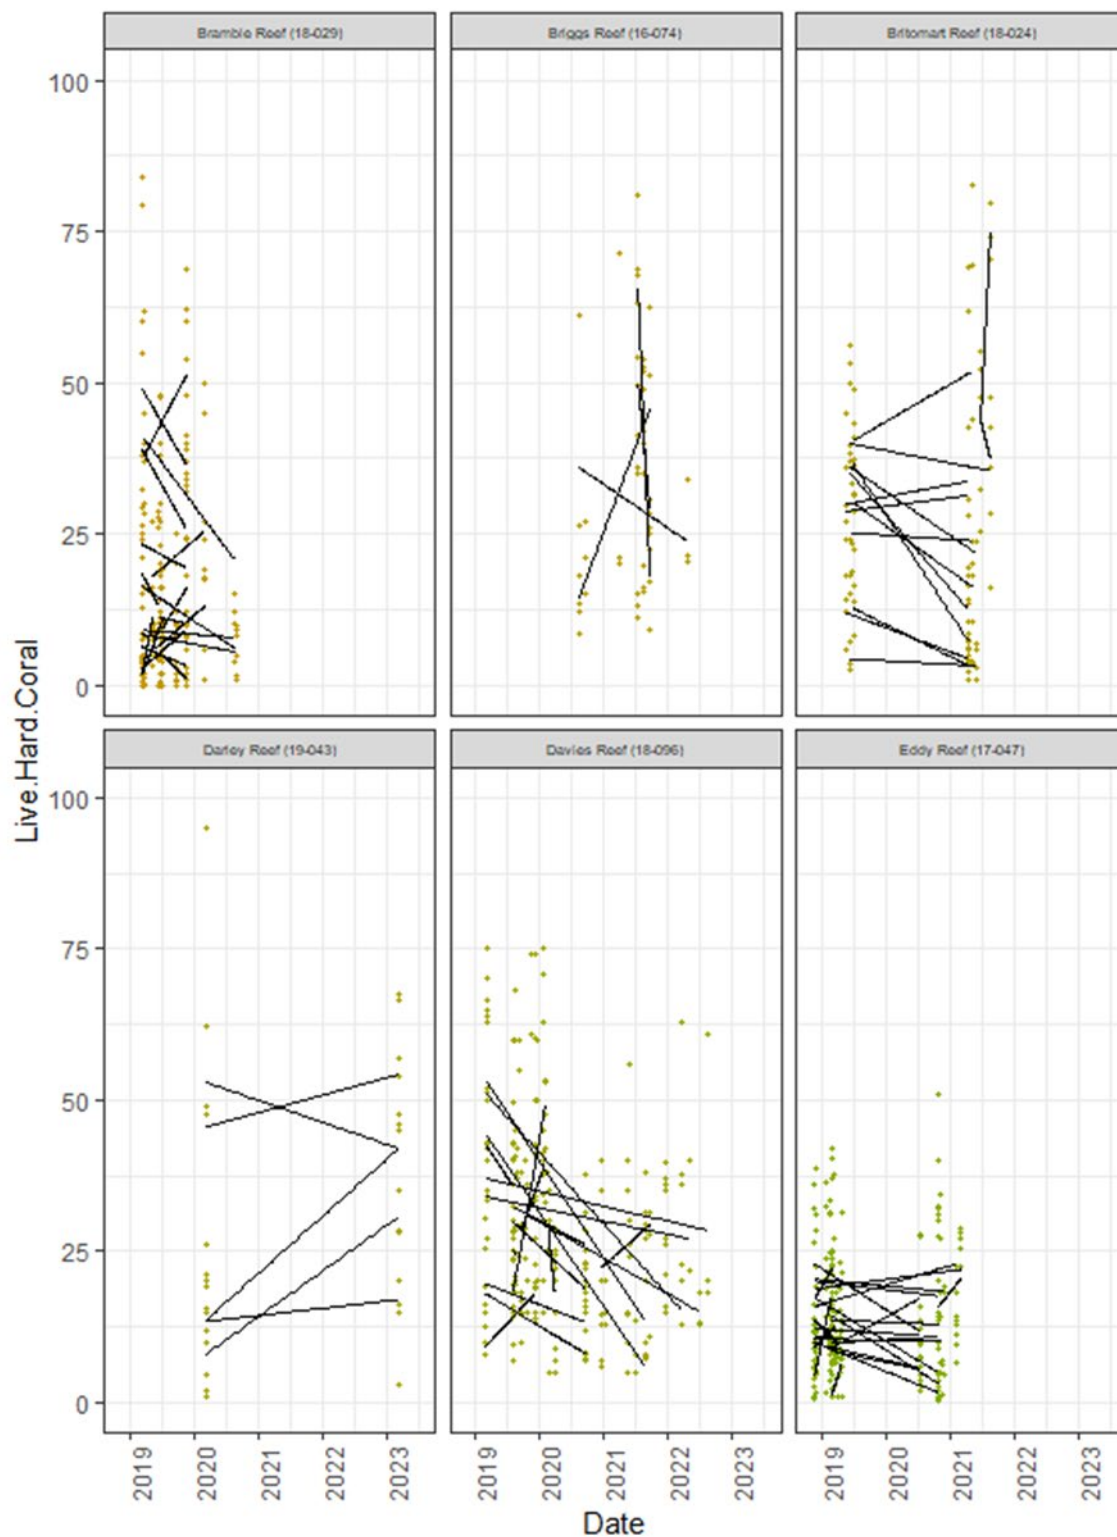 Bramble Reef (18-029) Briggs Reef (16-074) Britomart Reef (18-024)
100
75
50
25
0
Live.Hard.Coral
Darley Reef (19-043) Davies Reef (18-096) Eddy Reef (17-047)
100
75
50
25
0
2019 2020 2021 2022 2023 2019 2020 2021 2022 2023 2019 2020 2021 2022 2023
Date